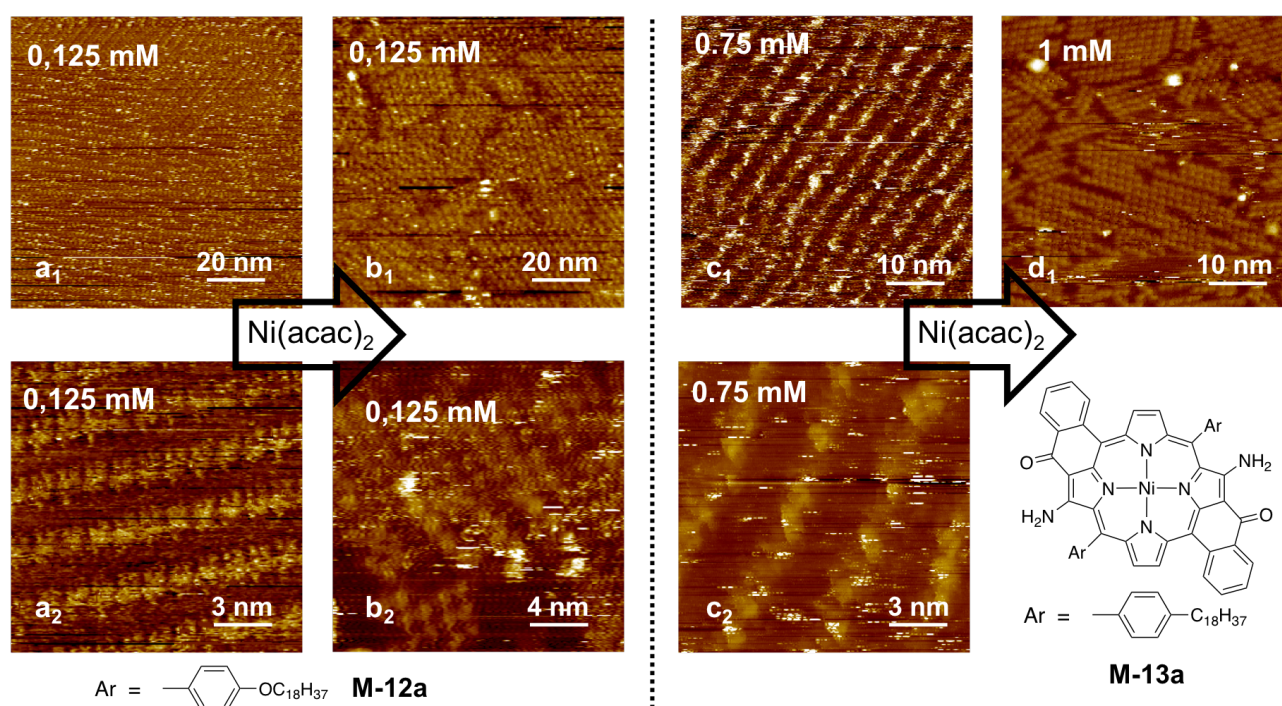 0,125 mM
a1
20 nm
0,125 mM
b1
20 nm
0.75 mM
c1
10 nm
1 mM
d1
10 nm
Ni(acac)2
Ni(acac)2
0,125 mM
a2
3 nm
0,125 mM
b2
4 nm
0.75 mM
c2
3 nm
Ar
O
N
NH2
N
Ni
N
H2N
N
O
Ar
Ar = C18H37
M-13a
Ar = OC18H37 M-12a